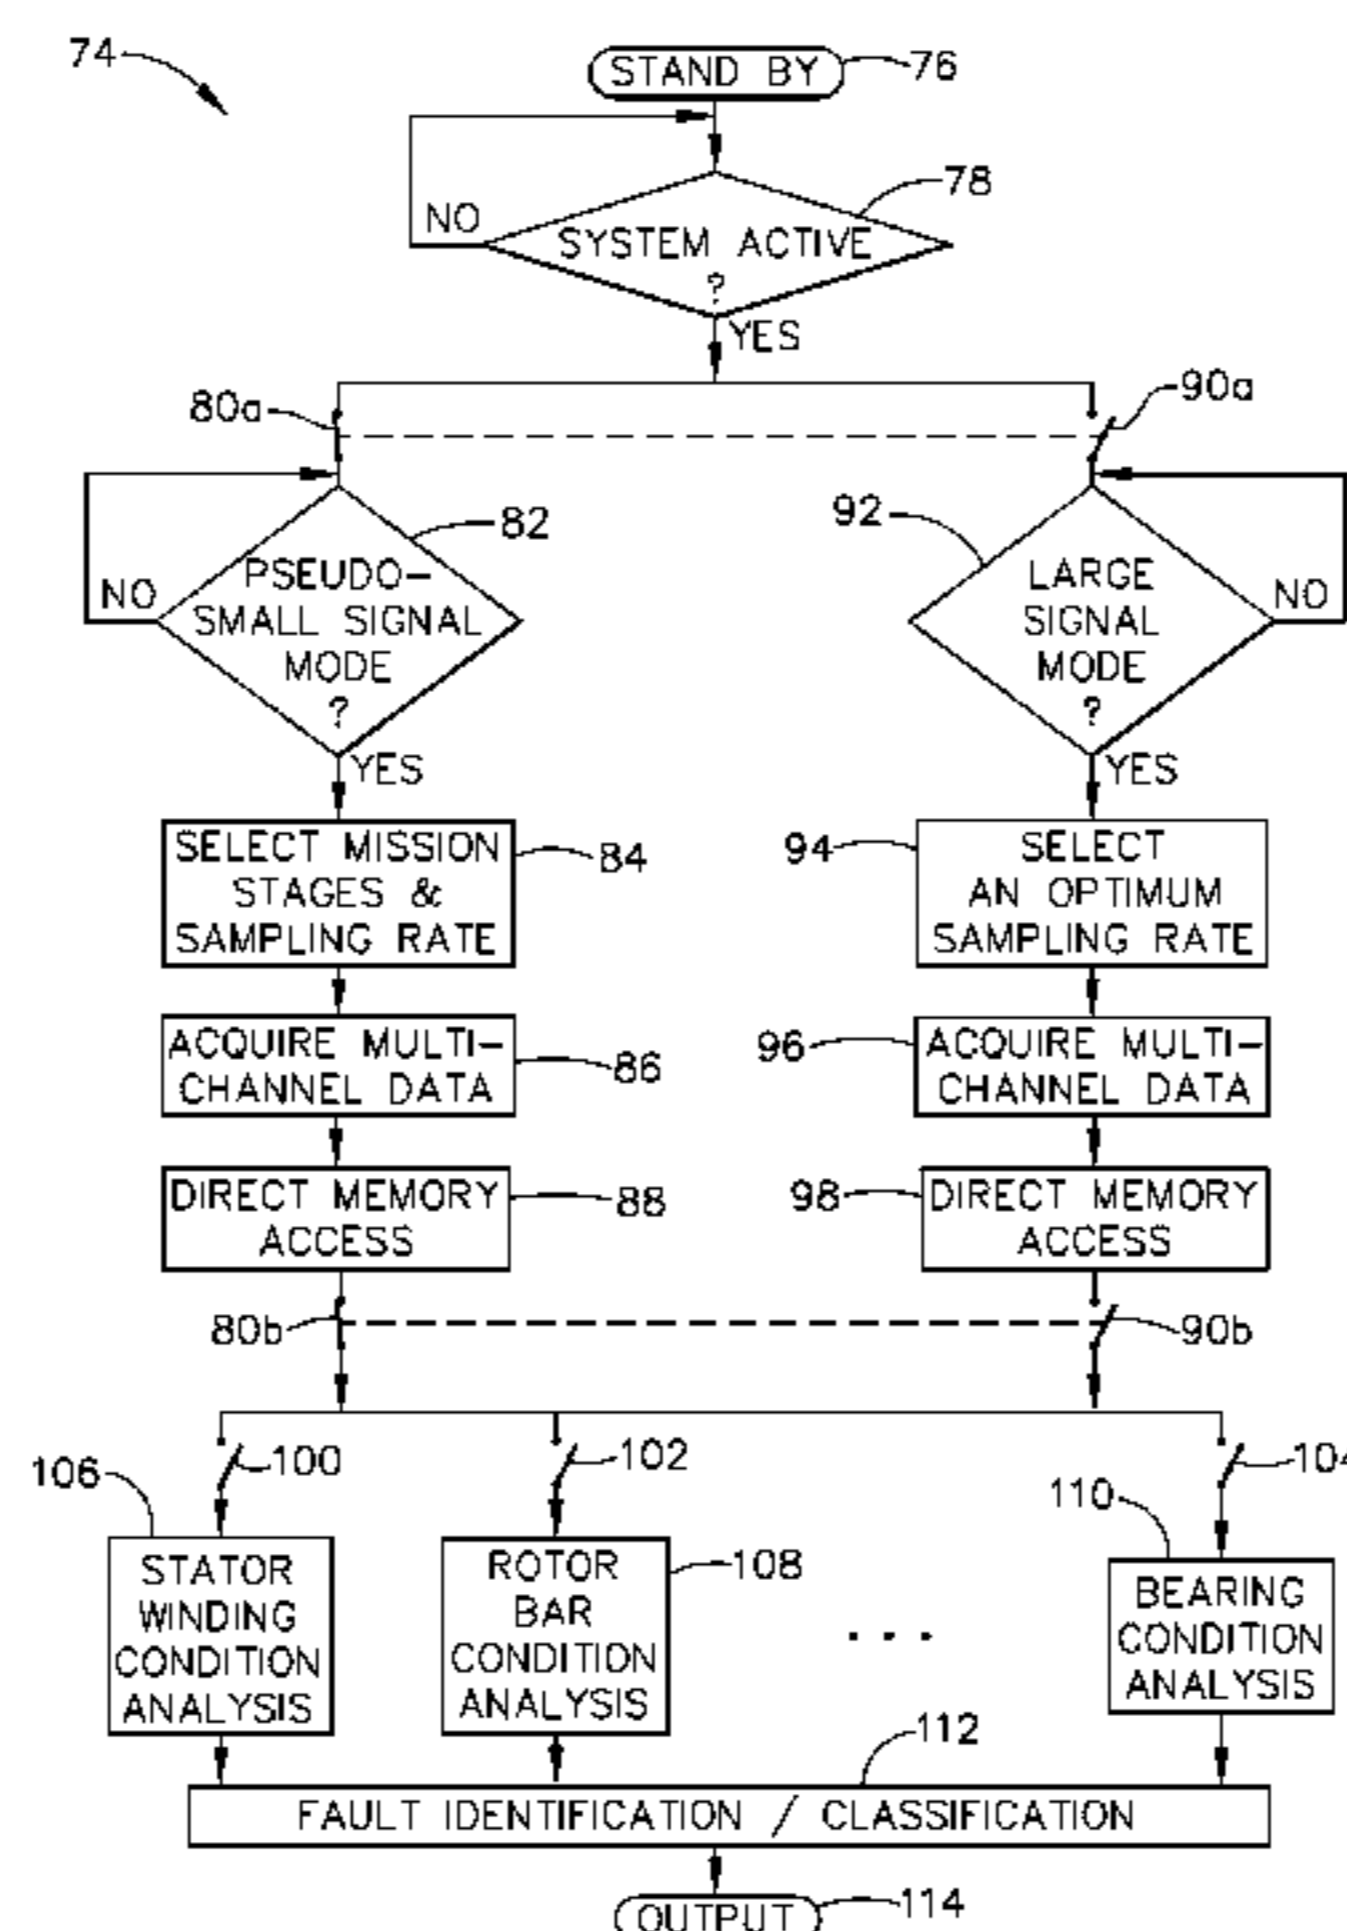 74
STAND BY
76
78
NO
SYSTEM ACTIVE
?
YES
80a
90a
82
92
NO
PSEUDO-
SMALL SIGNAL
MODE
?
YES
LARGE
SIGNAL
MODE
?
NO
YES
SELECT MISSION
STAGES &
SAMPLING RATE
84
94
SELECT
AN OPTIMUM
SAMPLING RATE
ACQUIRE MULTI-
CHANNEL DATA
86
96
ACQUIRE MULTI-
CHANNEL DATA
DIRECT MEMORY
ACCESS
88
98
DIRECT MEMORY
ACCESS
80b
90b
106
100
102
110
104
STATOR
WINDING
CONDITION
ANALYSIS
ROTOR
BAR
CONDITION
ANALYSIS
108
. . .
BEARING
CONDITION
ANALYSIS
112
FAULT IDENTIFICATION / CLASSIFICATION
OUTPUT
114